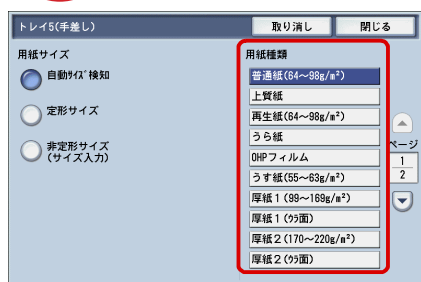 トレイ5(手差し)
取り消し
閉じる
用紙サイズ
自動ｻｲｽﾞ検知
定形サイズ
非定形サイズ
(サイズ入力)
用紙種類
普通紙(64～98g/m²)
上質紙
再生紙(64～98g/m²)
うら紙
OHPフィルム
うす紙(55～63g/m²)
厚紙１(99～169g/m²)
厚紙１(ｳﾗ面)
厚紙２(170～220g/m²)
厚紙２(ｳﾗ面)
ページ
1
2